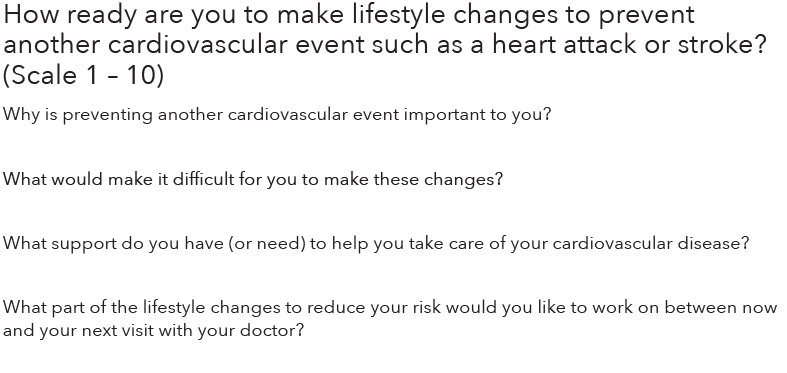 How ready are you to make lifestyle changes to prevent
another cardiovascular event such as a heart attack or stroke?
(Scale 1 – 10)
Why is preventing another cardiovascular event important to you?
What would make it difficult for you to make these changes?
What support do you have (or need) to help you take care of your cardiovascular disease?
What part of the lifestyle changes to reduce your risk would you like to work on between now
and your next visit with your doctor?